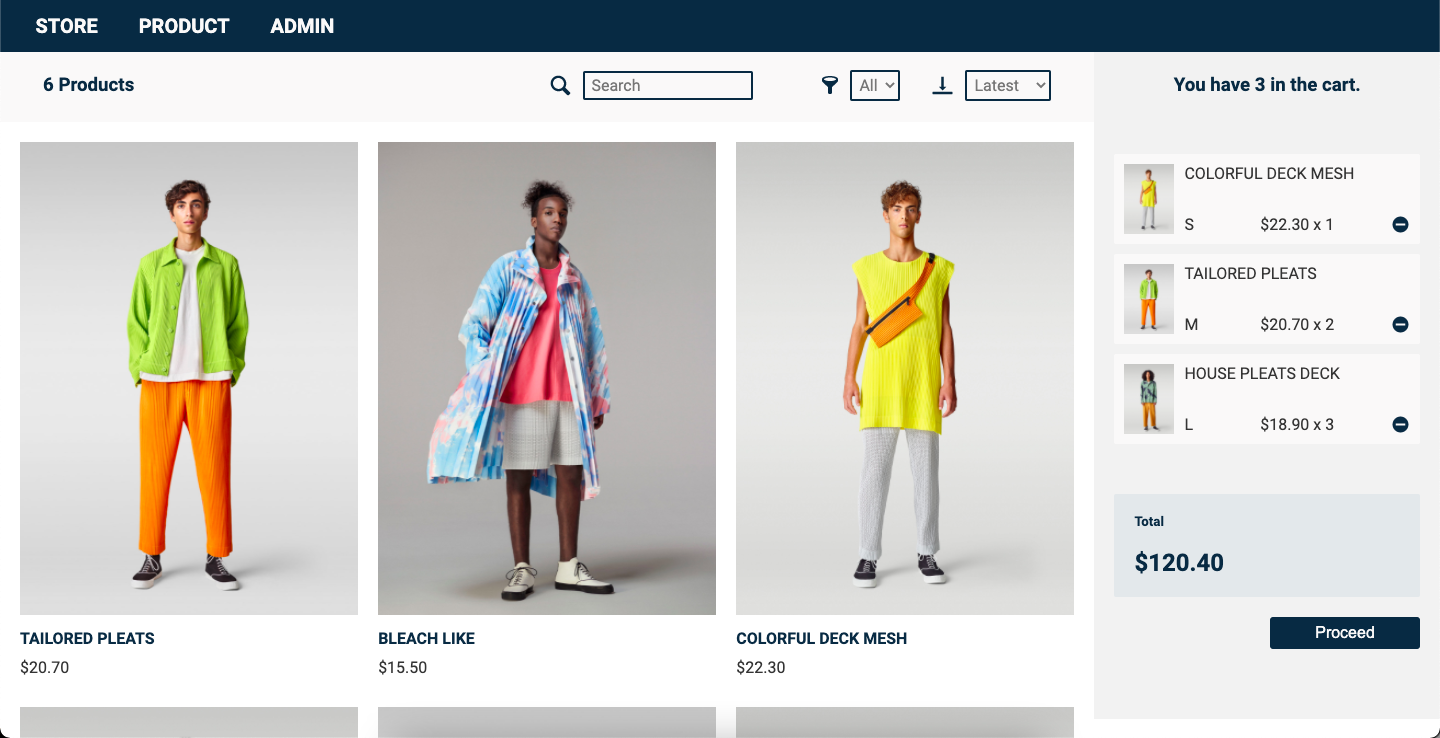 STORE PRODUCT ADMIN
6 Products
Search
All
Latest
You have 3 in the cart.
COLORFUL DECK MESH
S $22.30 x 1
TAILORED PLEATS
M $20.70 x 2
HOUSE PLEATS DECK
L $18.90 x 3
Total
$120.40
Proceed
TAILORED PLEATS
$20.70
BLEACH LIKE
$15.50
COLORFUL DECK MESH
$22.30